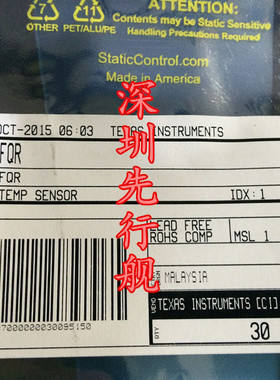 ATTENTION:
Contents may be Static Sensitive
Handling Precautions Required
OTHER PET/ALU/PE
7
11
StaticControl.com
Made in America
深圳先行舰
OCT-2015 06:03 TEXAS INSTRUMENTS
FQR
FQR
TEMP SENSOR IDX: 1
LEAD FREE
ROHS COMP
MSL 1
MALAYSIA
TEXAS INSTRUMENTS [CI]
QTY
30